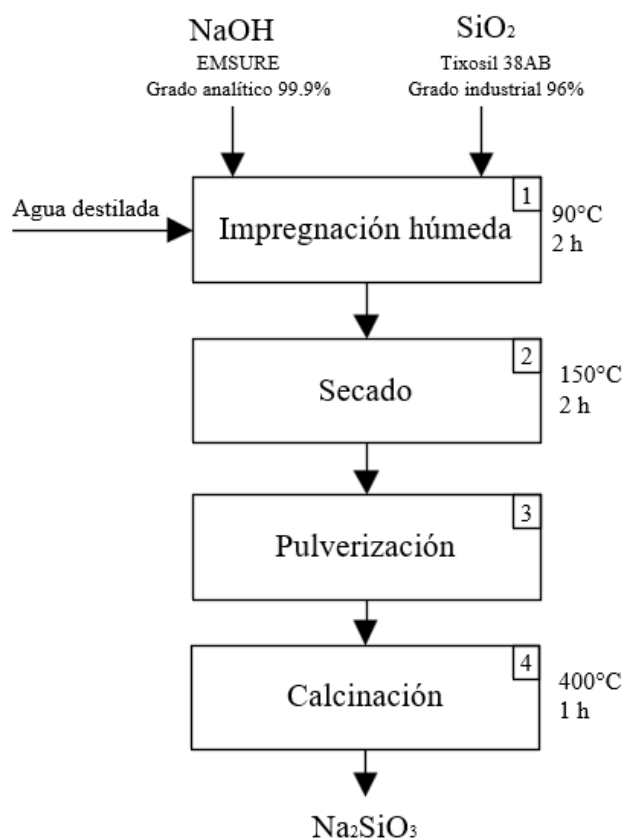 NaOH
EMSURE
Grado analítico 99.9%
SiO₂
Tixosil 38AB
Grado industrial 96%
Agua destilada
1
Impregnación húmeda
90°C
2 h
2
Secado
150°C
2 h
3
Pulverización
4
Calcinación
400°C
1 h
Na₂SiO₃